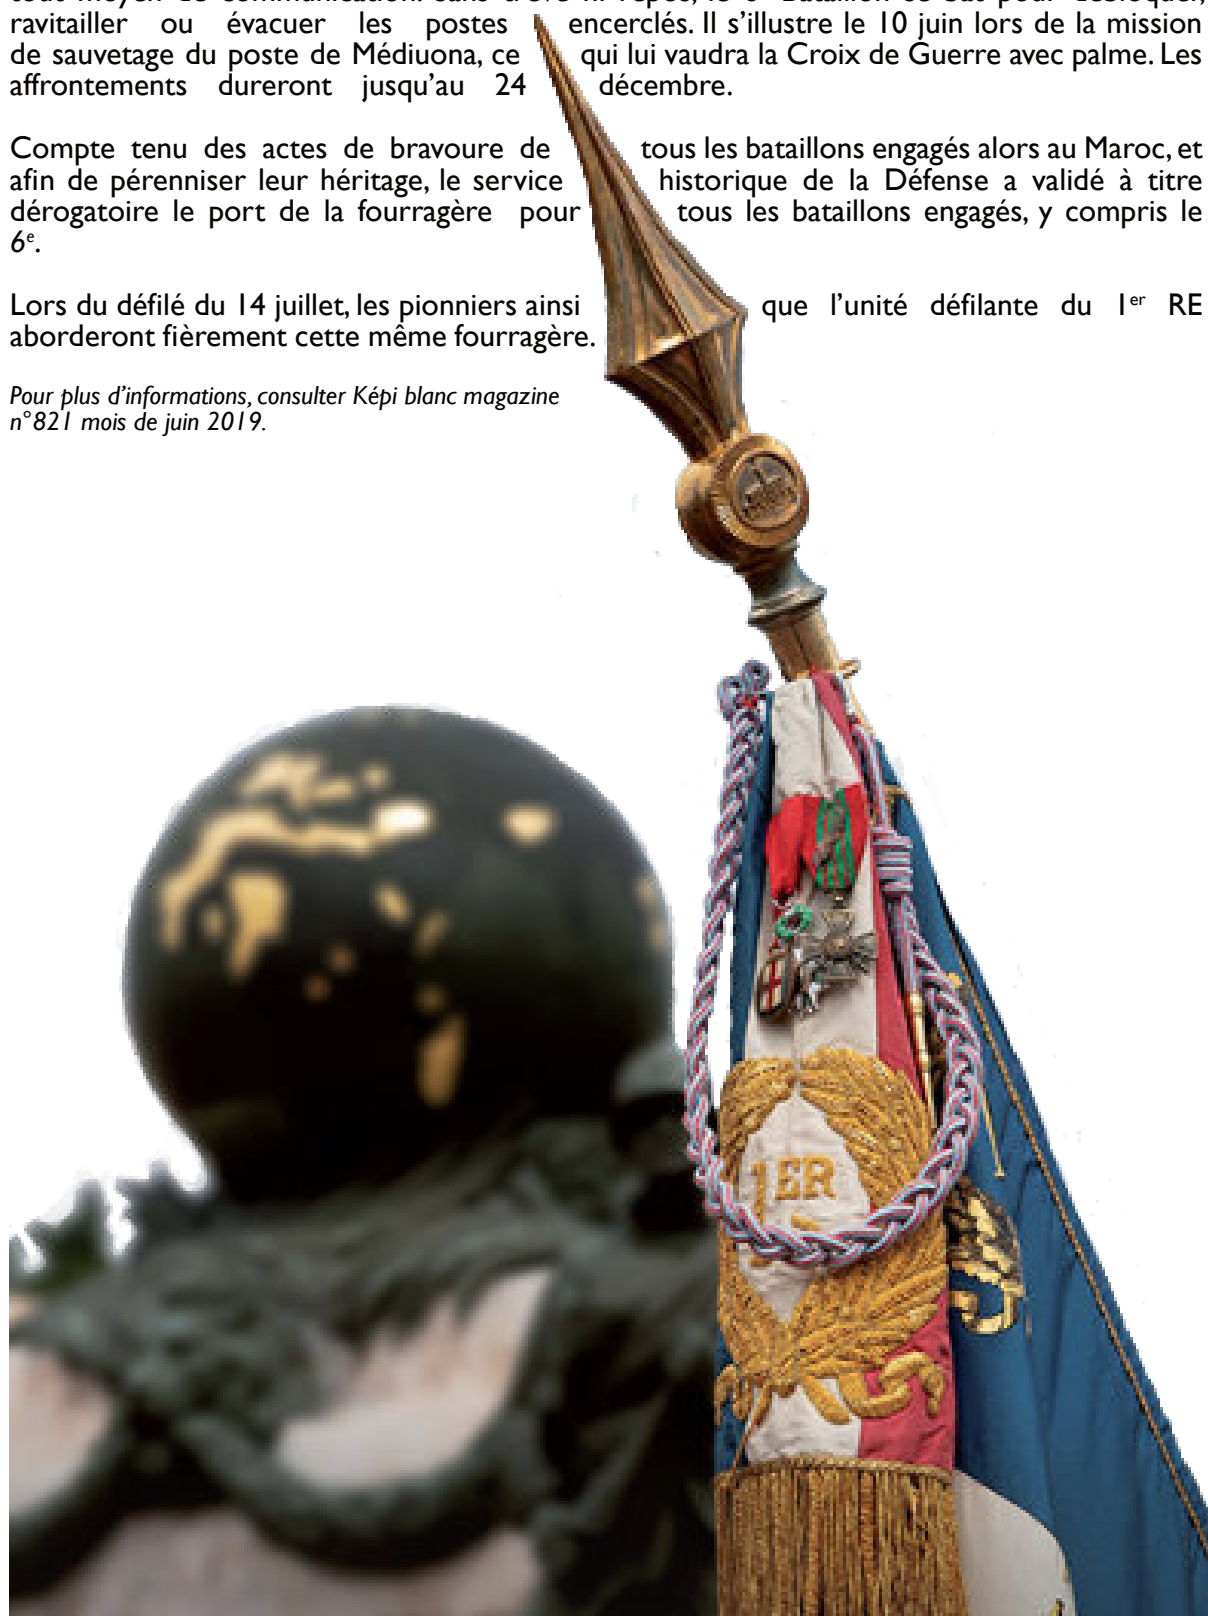 ravitailler ou évacuer les postes encerclés. Il s’illustre le 10 juin lors de la mission
de sauvetage du poste de Médiuona, ce qui lui vaudra la Croix de Guerre avec palme. Les
affrontements dureront jusqu’au 24 décembre.
Compte tenu des actes de bravoure de tous les bataillons engagés alors au Maroc, et
afin de pérenniser leur héritage, le service historique de la Défense a validé à titre
dérogatoire le port de la fourragère pour tous les bataillons engagés, y compris le
6e.
Lors du défilé du 14 juillet, les pionniers ainsi que l’unité défilante du 1er RE
aborderont fièrement cette même fourragère.
Pour plus d’informations, consulter Képi blanc magazine
n°821 mois de juin 2019.
1ER